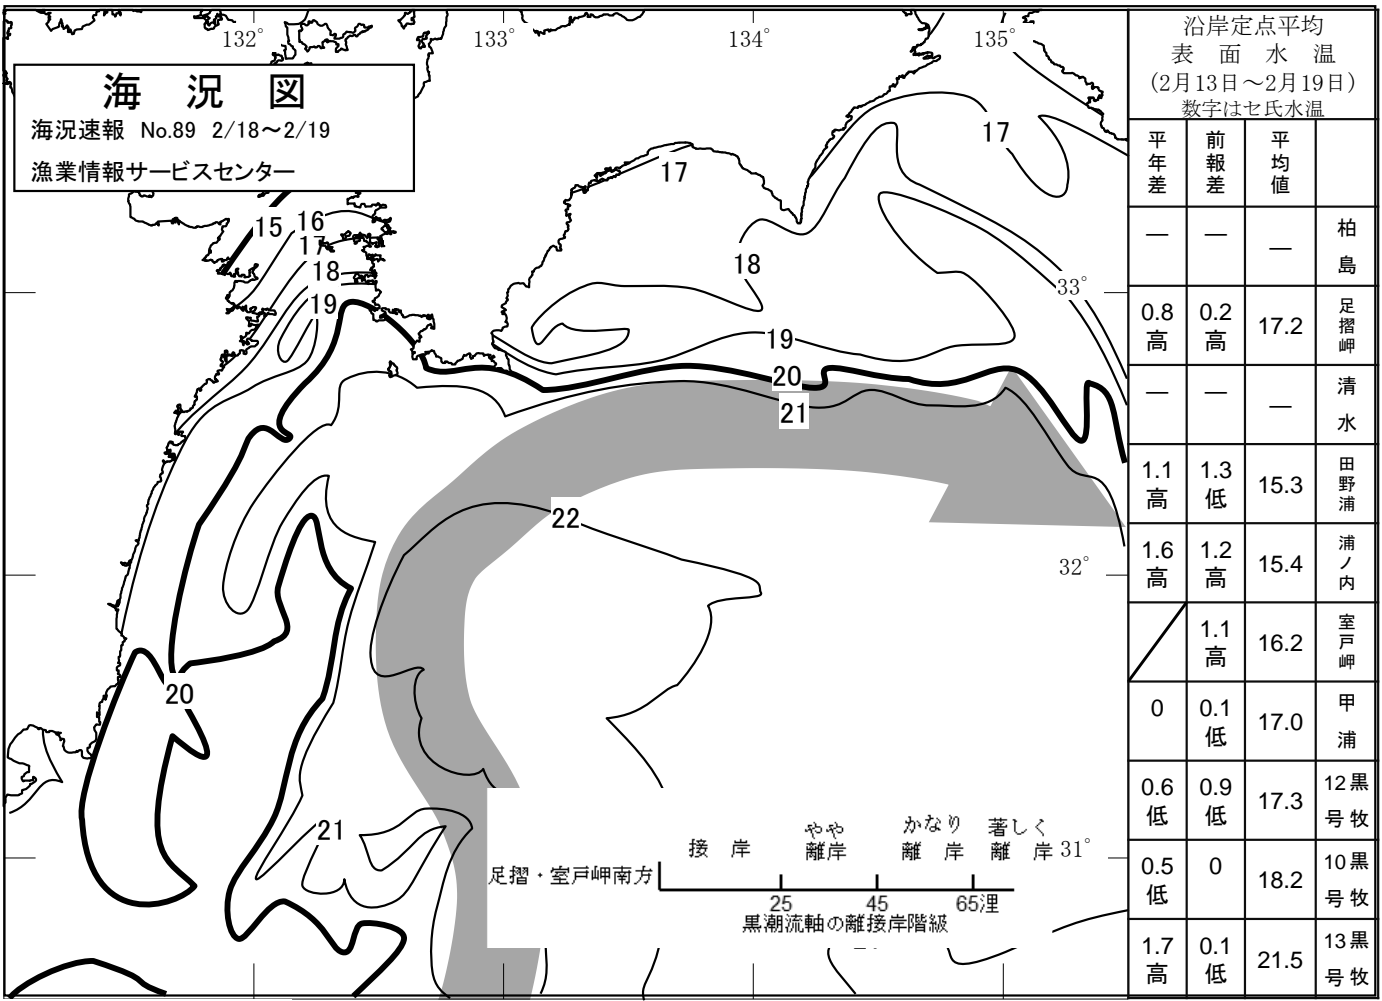 海況図
海況速報 No.89 2/18～2/19
漁業情報サービスセンター
132°
133°
134°
135°
15
16
17
18
19
17
17
18
19
20
21
22
20
21
33°
32°
31°
接岸 やや離岸 かなり離岸 著しく離岸
足摺・室戸岬南方
25 45 65浬
黒潮流軸の離接岸階級
沿岸定点平均
表面水温
(2月13日～2月19日)
数字はセ氏水温
平年差 前報差 平均値
— — — 柏島
0.8高 0.2高 17.2 足摺岬
— — — 清水
1.1高 1.3低 15.3 田野浦
1.6高 1.2高 15.4 浦ノ内
1.1高 16.2 室戸岬
0 0.1低 17.0 甲浦
0.6低 0.9低 17.3 黒牧12号
0.5低 0 18.2 黒牧10号
1.7高 0.1低 21.5 黒牧13号